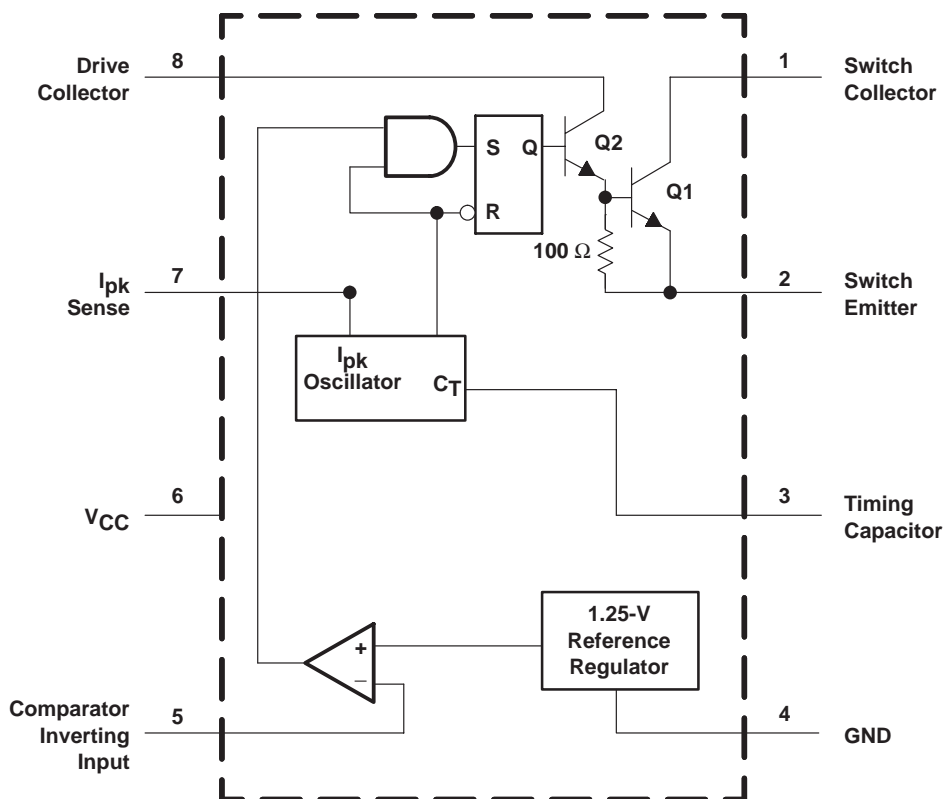 Drive
Collector
8
1
Switch
Collector
S
Q
Q2
Q1
R
100 Ω
Ipk
Sense
7
2
Switch
Emitter
Ipk
Oscillator
CT
VCC
6
3
Timing
Capacitor
1.25-V
Reference
Regulator
+
–
Comparator
Inverting
Input
5
4
GND